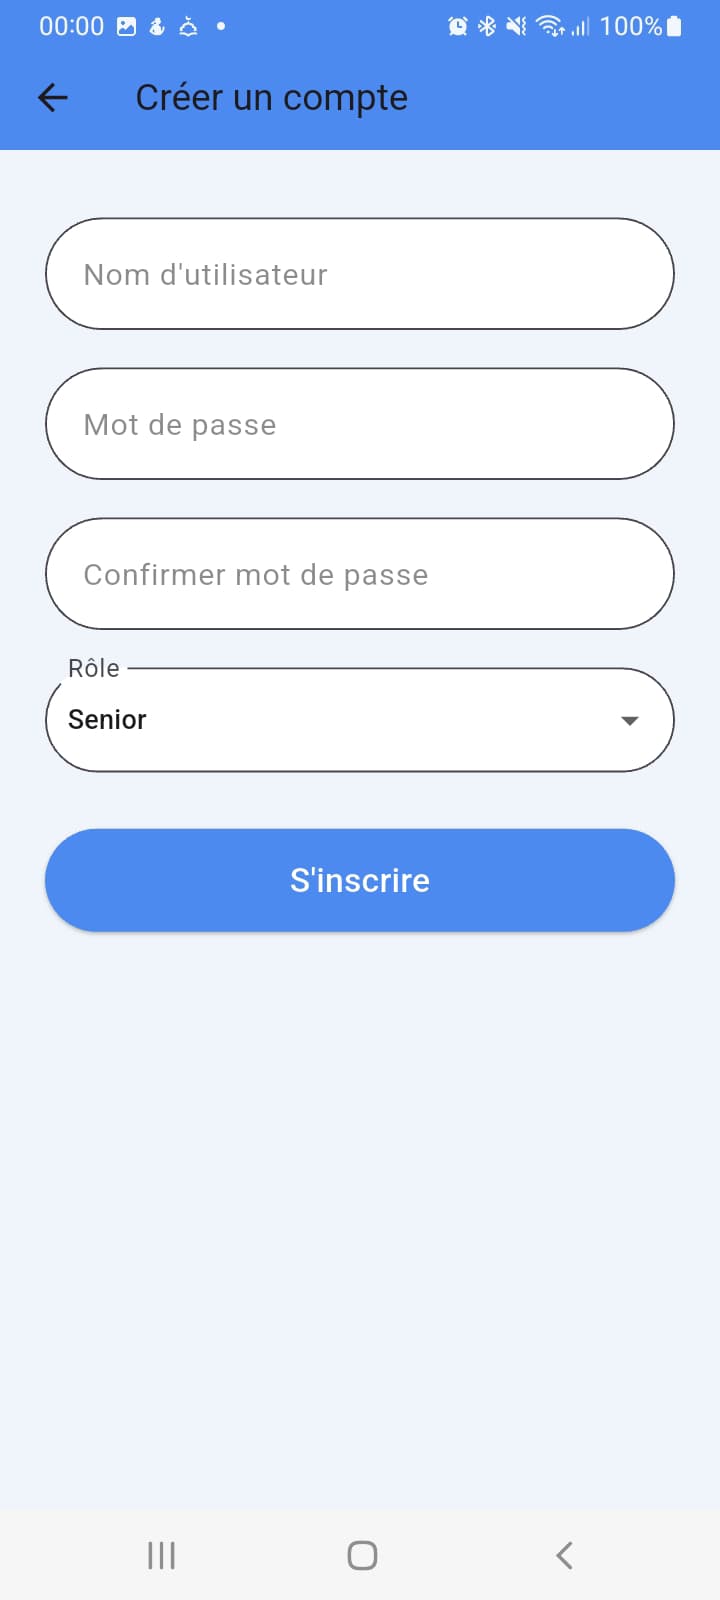 00:00 100%
Créer un compte
Nom d'utilisateur
Mot de passe
Confirmer mot de passe
Rôle
Senior
S'inscrire